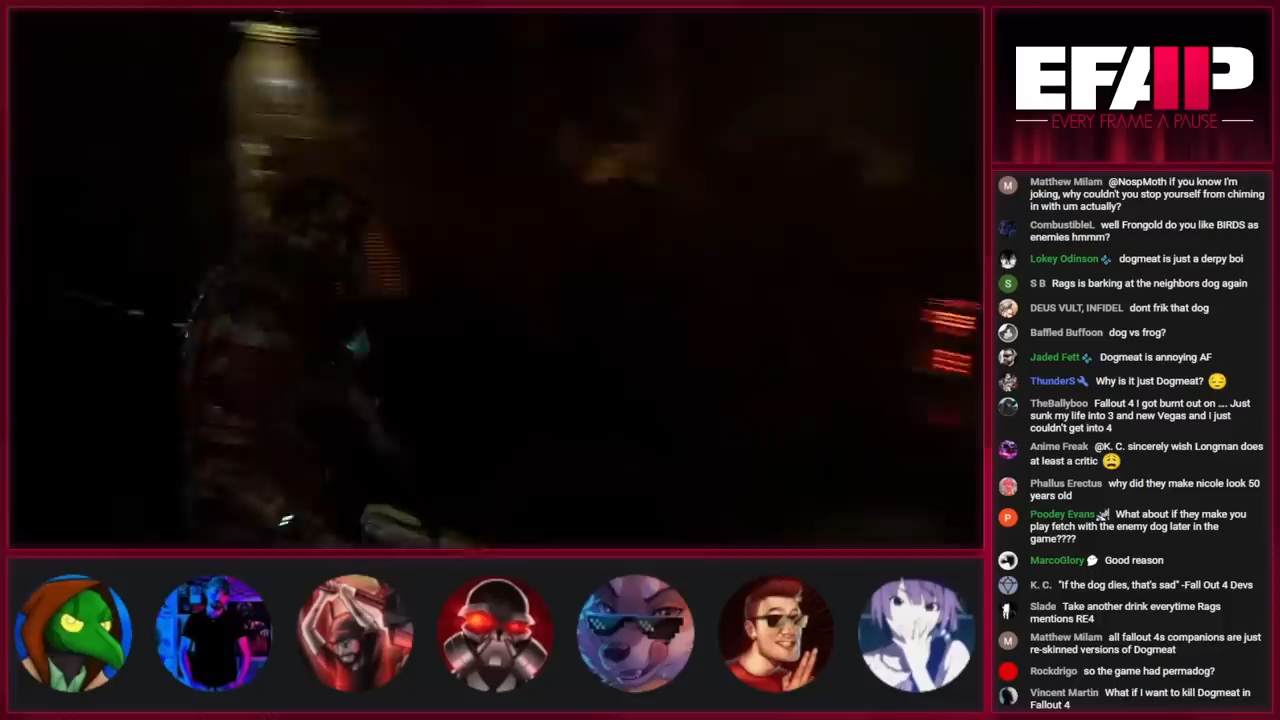 EFAP
EVERY FRAME A PAUSE
M Matthew Milam @NospMoth if you know I'm
joking, why couldn't you stop yourself from chiming
in with um actually?
CombustibleL well Frongold do you like BIRDS as
enemies hmmm?
Lokey Odinson dogmeat is just a derpy boi
S S B Rags is barking at the neighbors dog again
DEUS VULT, INFIDEL dont frik that dog
Baffled Buffoon dog vs frog?
Jaded Fett Dogmeat is annoying AF
ThunderS Why is it just Dogmeat? 😔
TheBallyboo Fallout 4 I got burnt out on .... Just
sunk my life into 3 and new Vegas and I just
couldn't get into 4
Anime Freak @K. C. sincerely wish Longman does
at least a critic 😩
Phallus Erectus why did they make nicole look 50
years old
P Poodey Evans What about if they make you
play fetch with the enemy dog later in the
game????
MarcoGlory Good reason
K. C. "If the dog dies, that's sad" -Fall Out 4 Devs
Slade Take another drink everytime Rags
mentions RE4
M Matthew Milam all fallout 4s companions are just
re-skinned versions of Dogmeat
Rockdrigo so the game had permadog?
Vincent Martin What if I want to kill Dogmeat in
Fallout 4